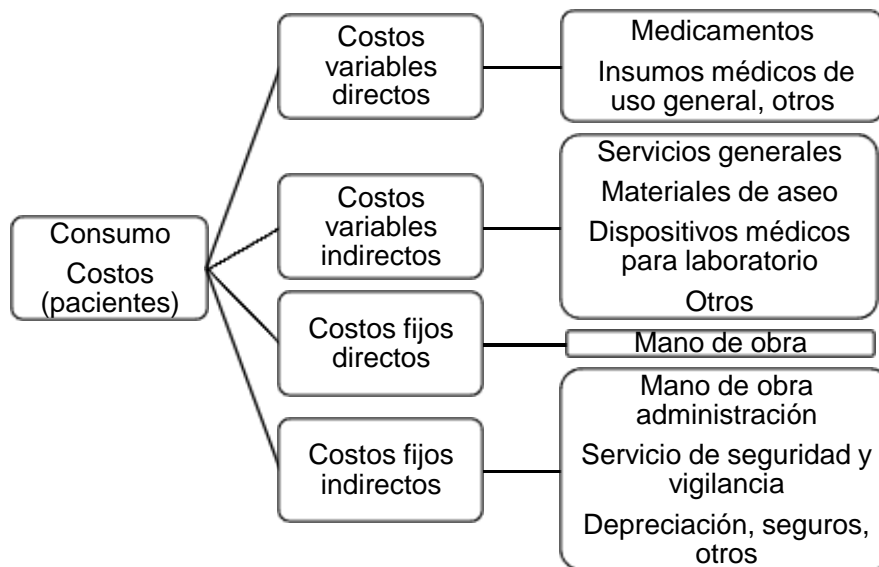 Consumo
Costos
(pacientes)
Costos
variables
directos
Medicamentos
Insumos médicos de
uso general, otros
Costos
variables
indirectos
Servicios generales
Materiales de aseo
Dispositivos médicos
para laboratorio
Otros
Costos fijos
directos
Mano de obra
Costos fijos
indirectos
Mano de obra
administración
Servicio de seguridad y
vigilancia
Depreciación, seguros,
otros